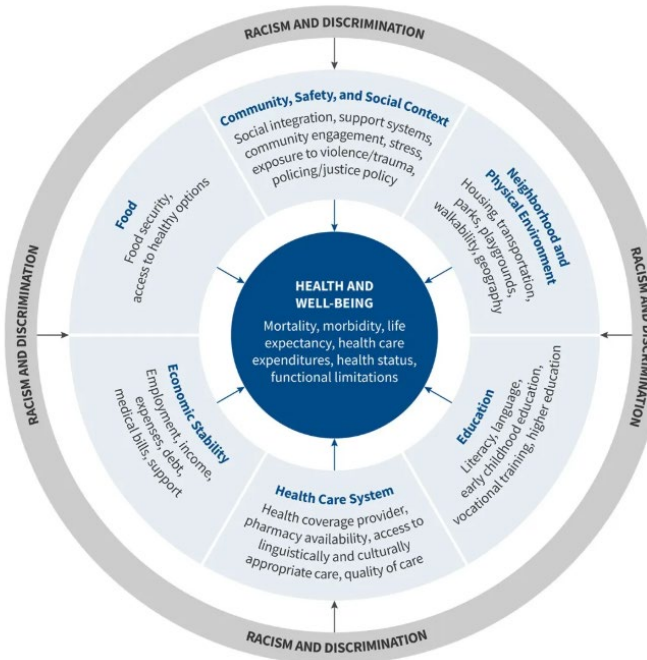 RACISM AND DISCRIMINATION
Community, Safety, and Social Context
Social integration, support systems,
community engagement, stress,
exposure to violence/trauma,
policing/justice policy
Neighborhood and
Physical Environment
Housing, transportation,
parks, playgrounds,
walkability, geography
Food
Food security,
access to healthy options
RACISM AND DISCRIMINATION
HEALTH AND
WELL-BEING
Mortality, morbidity, life
expectancy, health care
expenditures, health status,
functional limitations
RACISM AND DISCRIMINATION
Economic Stability
Employment, income,
expenses, debt,
medical bills, support
Education
Literacy, language,
early childhood education,
vocational training, higher education
Health Care System
Health coverage provider,
pharmacy availability, access to
linguistically and culturally
appropriate care, quality of care
RACISM AND DISCRIMINATION